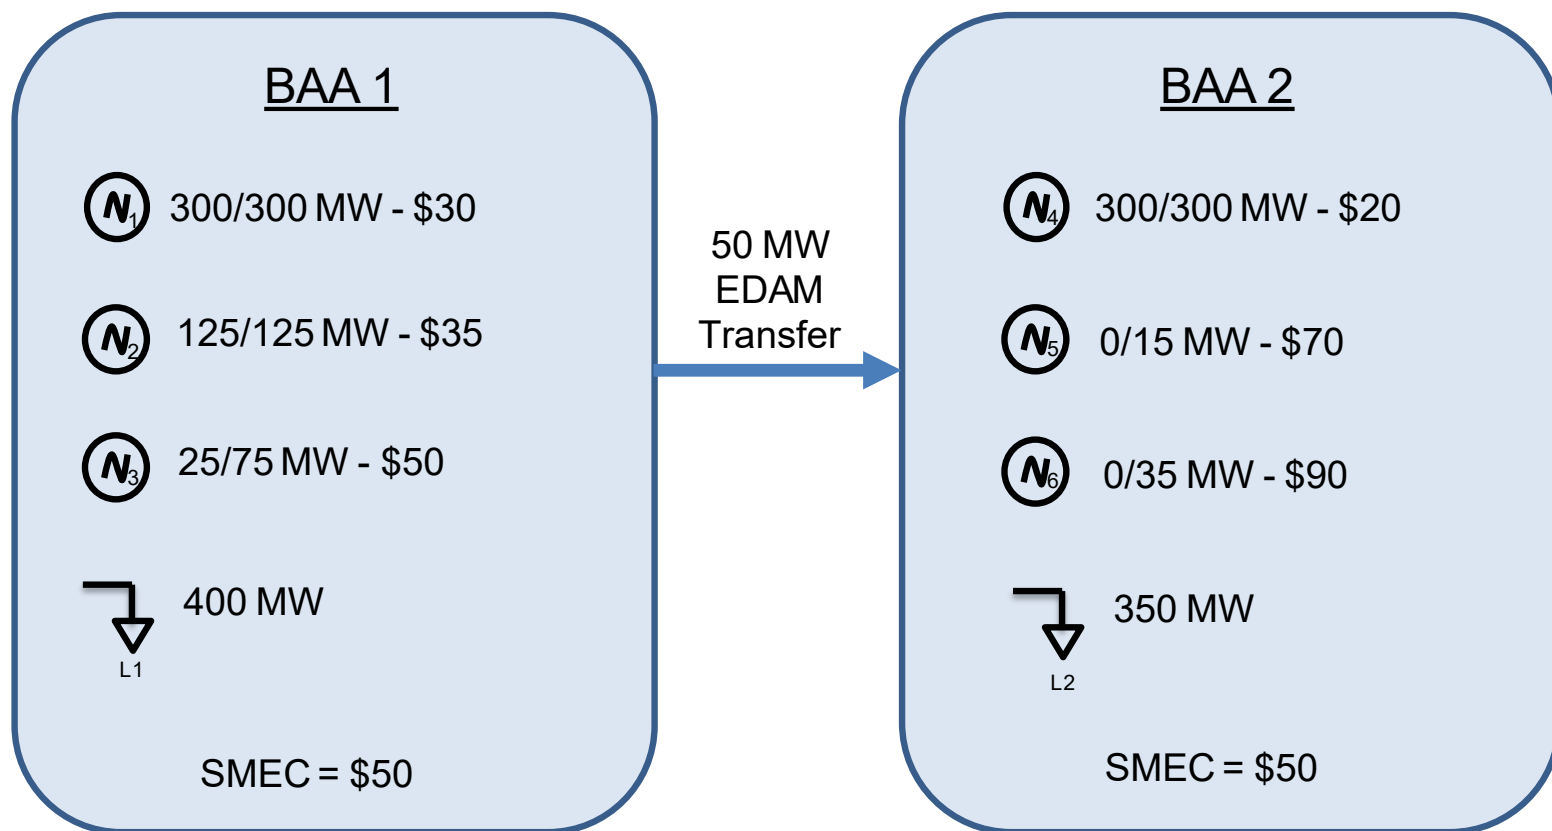 BAA 1
N1 300/300 MW - $30
N2 125/125 MW - $35
N3 25/75 MW - $50
400 MW
L1
SMEC = $50
50 MW
EDAM
Transfer
BAA 2
N4 300/300 MW - $20
N5 0/15 MW - $70
N6 0/35 MW - $90
350 MW
L2
SMEC = $50